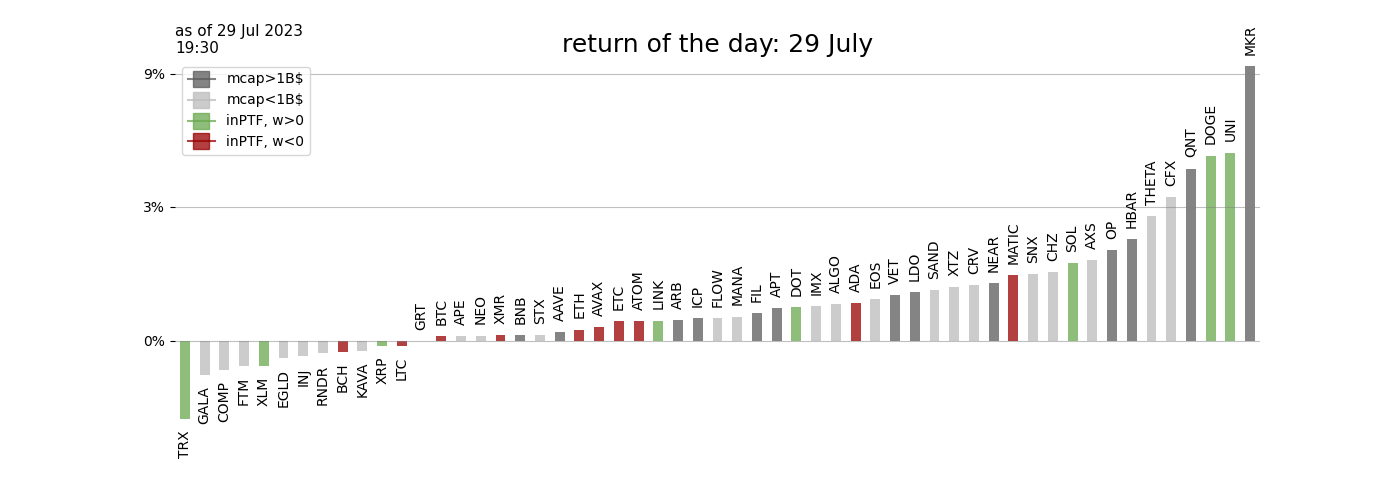 as of 29 Jul 2023
19:30
return of the day: 29 July
9%
3%
0%
mcap>1B$
mcap<1B$
inPTF, w>0
inPTF, w<0
TRX
GALA
COMP
FTM
XLM
EGLD
INJ
RNDR
BCH
KAVA
XRP
LTC
GRT
BTC
APE
NEO
XMR
BNB
STX
AAVE
ETH
AVAX
ETC
ATOM
LINK
ARB
ICP
FLOW
MANA
FIL
APT
DOT
IMX
ALGO
ADA
EOS
VET
LDO
SAND
XTZ
CRV
NEAR
MATIC
SNX
CHZ
SOL
AXS
OP
HBAR
THETA
CFX
QNT
DOGE
UNI
MKR